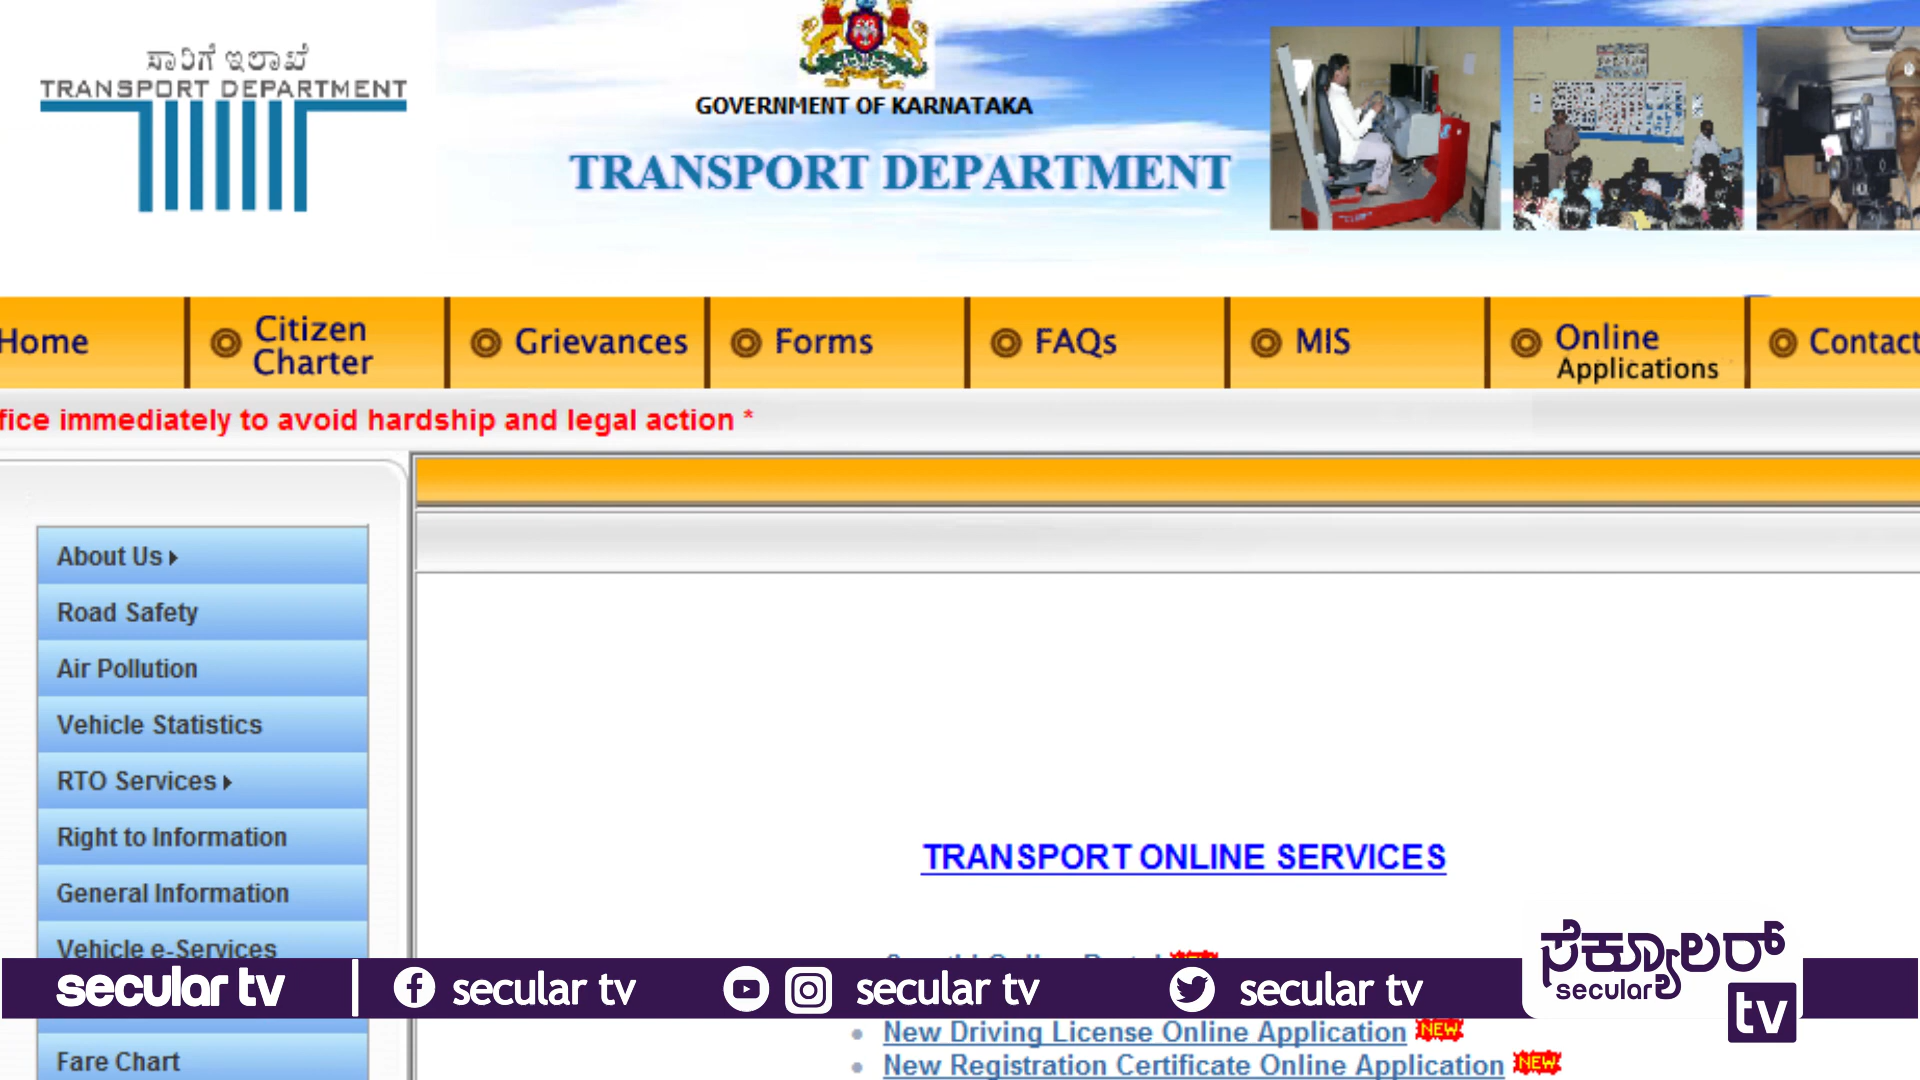 ಸಾರಿಗೆ ಇಲಾಖೆ
TRANSPORT DEPARTMENT
GOVERNMENT OF KARNATAKA
TRANSPORT DEPARTMENT
Home
Citizen Charter
Grievances
Forms
FAQs
MIS
Online Applications
Contact
immediately to avoid hardship and legal action *
About Us
Road Safety
Air Pollution
Vehicle Statistics
RTO Services
Right to Information
General Information
Vehicle e-Services
Fare Chart
TRANSPORT ONLINE SERVICES
New Driving License Online Application NEW
New Registration Certificate Online Application NEW
secular tv
secular tv
secular tv
secular tv
ಸೆಕ್ಯೂಲರ್
secular
tv